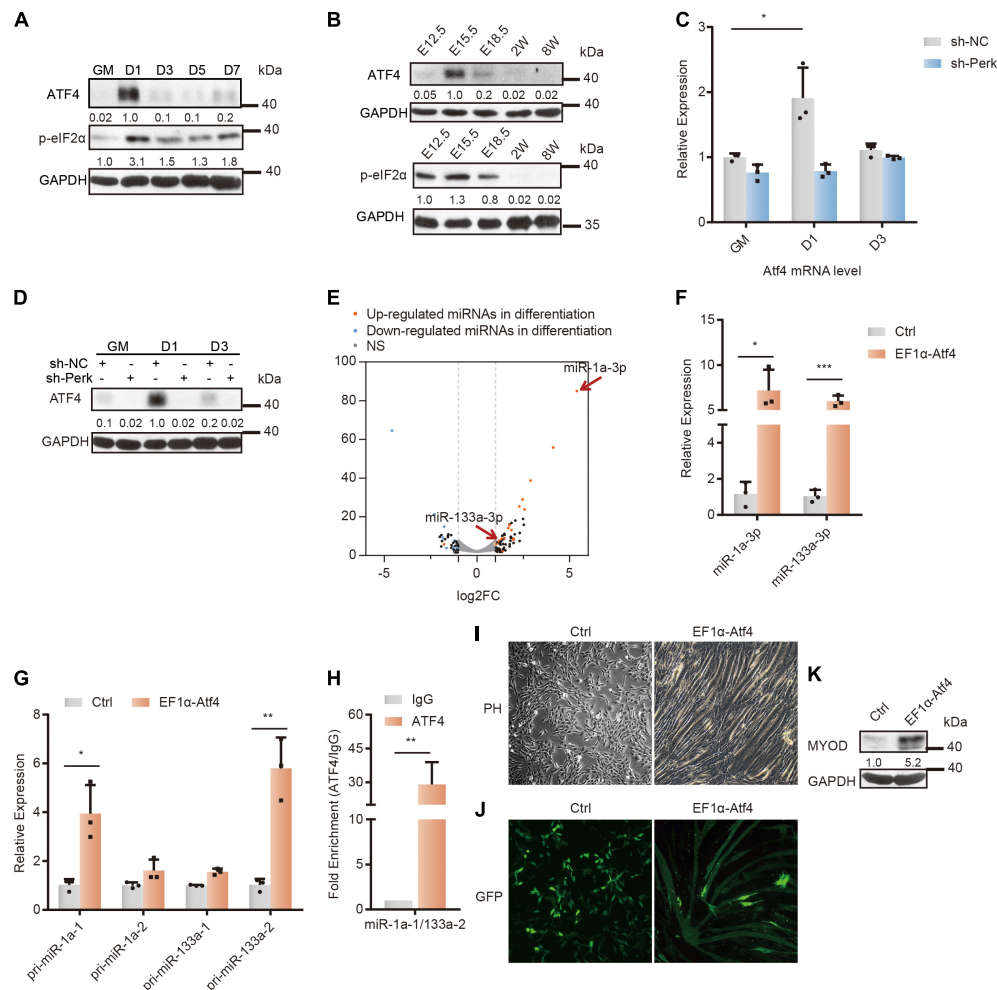 A
GM D1 D3 D5 D7 kDa
ATF4
40
0.02 1.0 0.1 0.1 0.2
p-eIF2α
40
1.0 3.1 1.5 1.3 1.8
GAPDH
40
B
E12.5 E15.5 E18.5 2W 8W kDa
ATF4
40
0.05 1.0 0.2 0.02 0.02
GAPDH
40
E12.5 E15.5 E18.5 2W 8W
40
p-eIF2α
1.0 1.3 0.8 0.02 0.02
GAPDH
35
C
*
sh-NC
sh-Perk
Relative Expression
3
2
1
0
GM D1 D3
Atf4 mRNA level
D
GM D1 D3
sh-NC + - + - + -
sh-Perk - + - + - +
kDa
ATF4
40
0.1 0.02 1.0 0.02 0.2 0.02
40
GAPDH
E
Up-regulated miRNAs in differentiation
Down-regulated miRNAs in differentiation
NS
100
80
60
40
20
0
miR-1a-3p
miR-133a-3p
-5 0 5
log2FC
F
Ctrl
EF1α-Atf4
* ***
Relative Expression
15
10
5
2
1
0
miR-1a-3p miR-133a-3p
G
Ctrl EF1α-Atf4
* **
Relative Expression
8
6
4
2
0
pri-miR-1a-1 pri-miR-1a-2 pri-miR-133a-1 pri-miR-133a-2
H
IgG
ATF4
**
Fold Enrichment (ATF4/IgG)
60
45
30
15
10
5
0
miR-1a-1/133a-2
I
Ctrl EF1α-Atf4
PH
J
Ctrl EF1α-Atf4
GFP
K
Ctrl EF1α-Atf4
kDa
MYOD
40
1.0 5.2
40
GAPDH